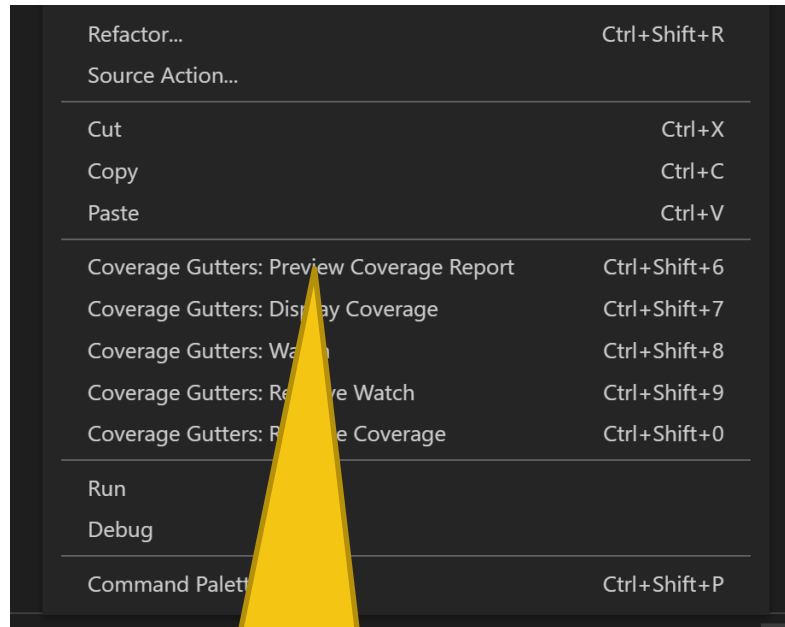 Refactor... Ctrl+Shift+R
Source Action...
Cut Ctrl+X
Copy Ctrl+C
Paste Ctrl+V
Coverage Gutters: Preview Coverage Report Ctrl+Shift+6
Coverage Gutters: Display Coverage Ctrl+Shift+7
Coverage Gutters: Ctrl+Shift+8
Coverage Gutters: Watch Ctrl+Shift+9
Coverage Gutters: Coverage Ctrl+Shift+0
Run
Debug
Command Ctrl+Shift+P